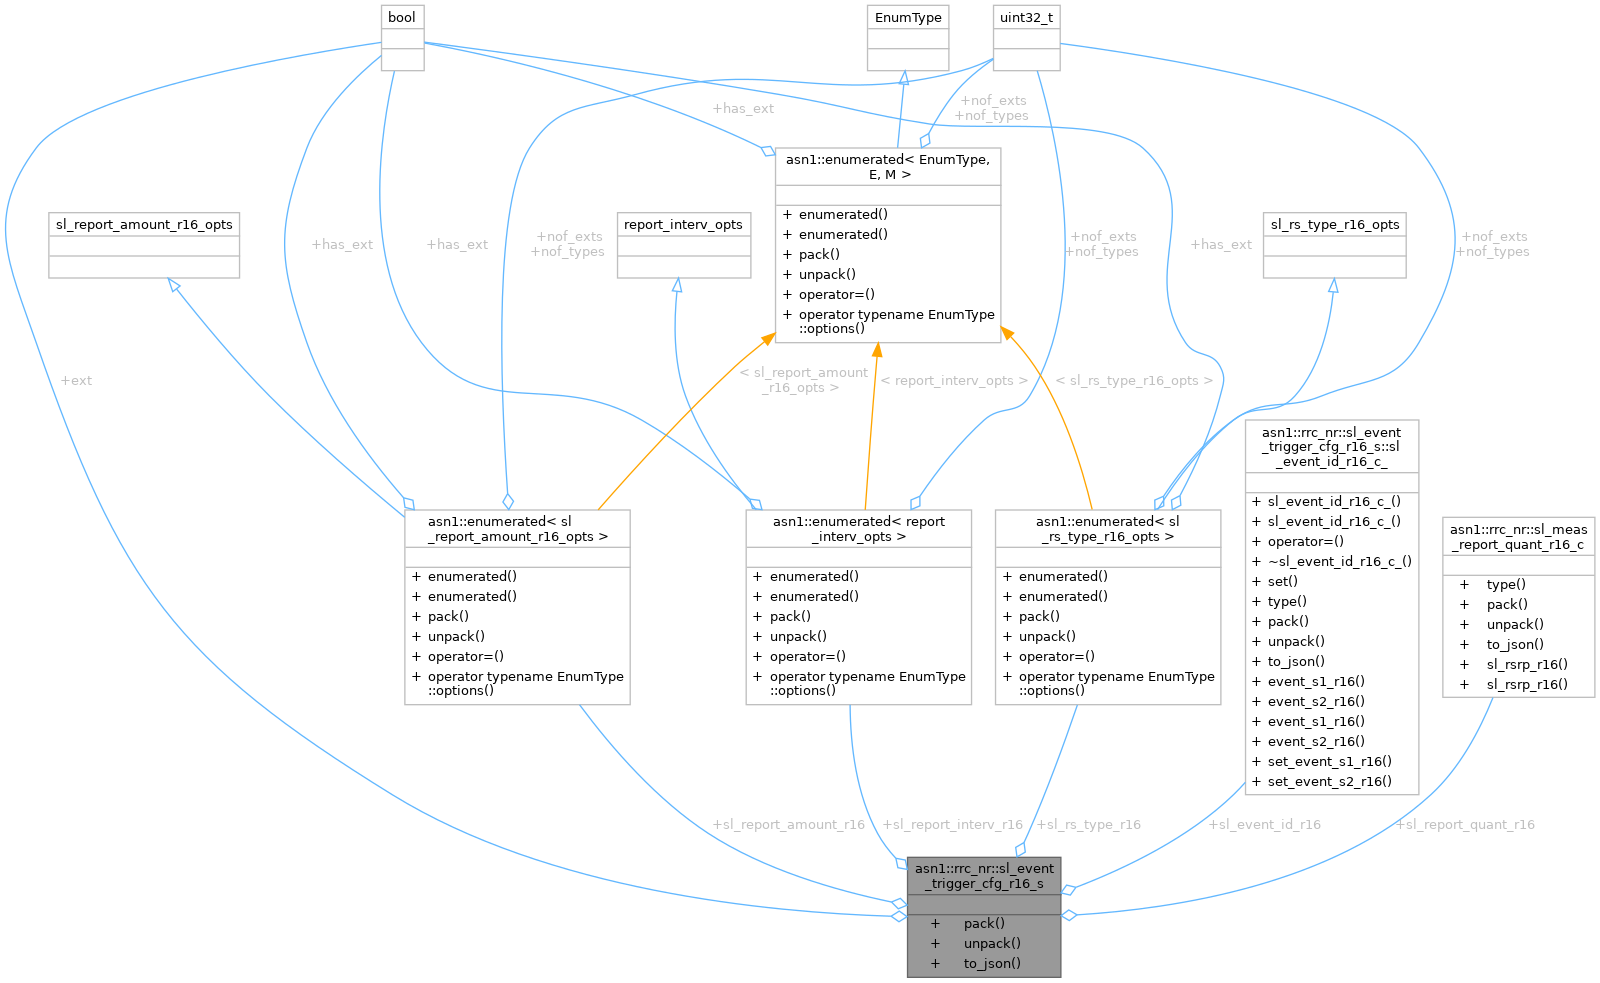 bool
EnumType
uint32_t
+has_ext
+nof_exts
+nof_types
asn1::enumerated< EnumType,
E, M >
+ enumerated()
+ enumerated()
+ pack()
+ unpack()
+ operator=()
+ operator typename EnumType
::options()
sl_report_amount_r16_opts
report_interv_opts
sl_rs_type_r16_opts
+has_ext
+has_ext
+nof_exts
+nof_types
+nof_exts
+nof_types
+has_ext
+nof_exts
+nof_types
+ext
< sl_report_amount
_r16_opts >
< report_interv_opts >
< sl_rs_type_r16_opts >
asn1::enumerated< sl
_report_amount_r16_opts >
+ enumerated()
+ enumerated()
+ pack()
+ unpack()
+ operator=()
+ operator typename EnumType
::options()
asn1::enumerated< report
_interv_opts >
+ enumerated()
+ enumerated()
+ pack()
+ unpack()
+ operator=()
+ operator typename EnumType
::options()
asn1::enumerated< sl
_rs_type_r16_opts >
+ enumerated()
+ enumerated()
+ pack()
+ unpack()
+ operator=()
+ operator typename EnumType
::options()
asn1::rrc_nr::sl_event
_trigger_cfg_r16_s::sl
_event_id_r16_c_
+ sl_event_id_r16_c_()
+ sl_event_id_r16_c_()
+ operator=()
+ ~sl_event_id_r16_c_()
+ set()
+ type()
+ pack()
+ unpack()
+ to_json()
+ event_s1_r16()
+ event_s2_r16()
+ event_s1_r16()
+ event_s2_r16()
+ set_event_s1_r16()
+ set_event_s2_r16()
asn1::rrc_nr::sl_meas
_report_quant_r16_c
+ type()
+ pack()
+ unpack()
+ to_json()
+ sl_rsrp_r16()
+ sl_rsrp_r16()
+sl_report_amount_r16
+sl_report_interv_r16
+sl_rs_type_r16
+sl_event_id_r16
+sl_report_quant_r16
asn1::rrc_nr::sl_event
_trigger_cfg_r16_s
+ pack()
+ unpack()
+ to_json()